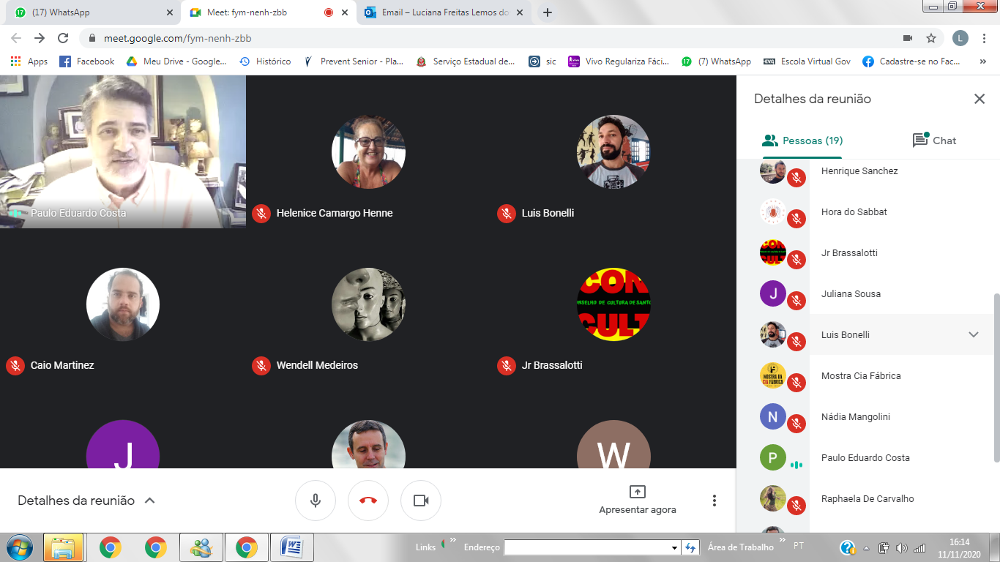 (17) WhatsApp
Meet: fym-nenh-zbb
Email – Luciana Freitas Lemos do
meet.google.com/fym-nenh-zbb
L
Apps
Facebook
Meu Drive - Google...
Histórico
Prevent Senior - Pla...
Serviço Estadual de...
sic
Vivo Regulariza Fáci...
(7) WhatsApp
Escola Virtual Gov
Cadastre-se no Fac...
Paulo Eduardo Costa
Helenice Camargo Henne
Luis Bonelli
Caio Martinez
Wendell Medeiros
CON
ONSELHO DE CULTURA DE SANTO
CULT
Jr Brassalotti
J
W
Detalhes da reunião
Pessoas (19)
Chat
Henrique Sanchez
Hora do Sabbat
Jr Brassalotti
J
Juliana Sousa
Luis Bonelli
MOSTRA DA
CIA FÁBRICA
Mostra Cia Fábrica
N
Nádia Mangolini
P
Paulo Eduardo Costa
Raphaela De Carvalho
Detalhes da reunião
Apresentar agora
Links
Endereço
Área de Trabalho
PT
16:14
11/11/2020